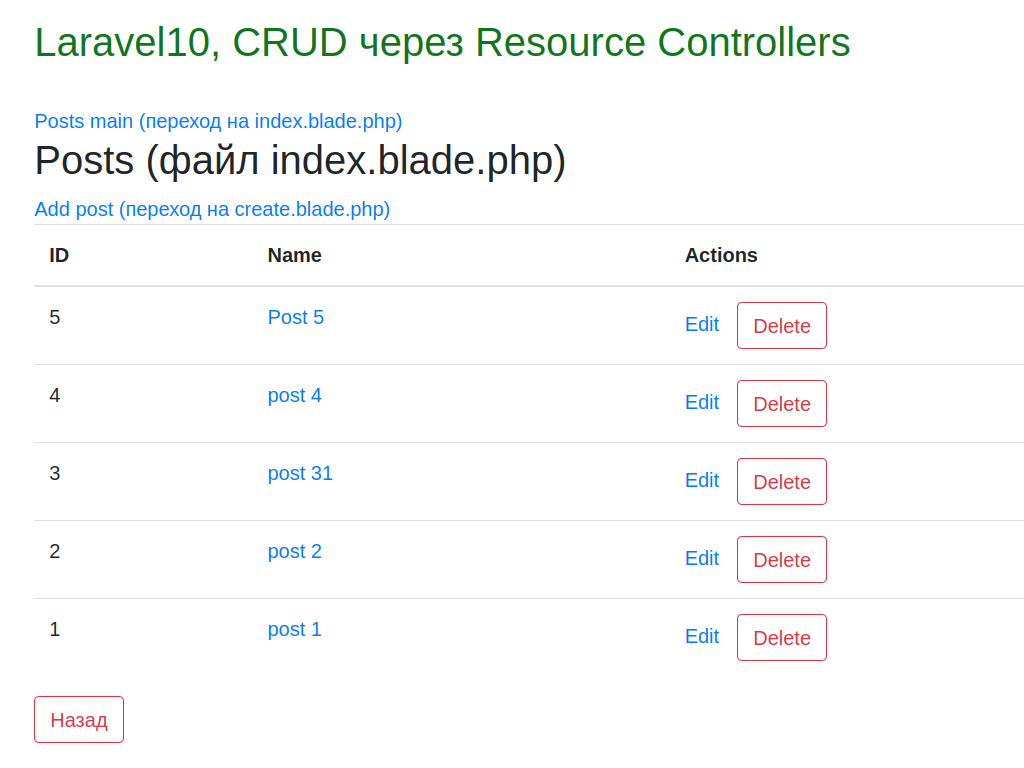 Laravel10, CRUD через Resource Controllers
Posts main (переход на index.blade.php)
Posts (файл index.blade.php)
Add post (переход на create.blade.php)
ID Name Actions
5 Post 5 Edit Delete
4 post 4 Edit Delete
3 post 31 Edit Delete
2 post 2 Edit Delete
1 post 1 Edit Delete
Назад